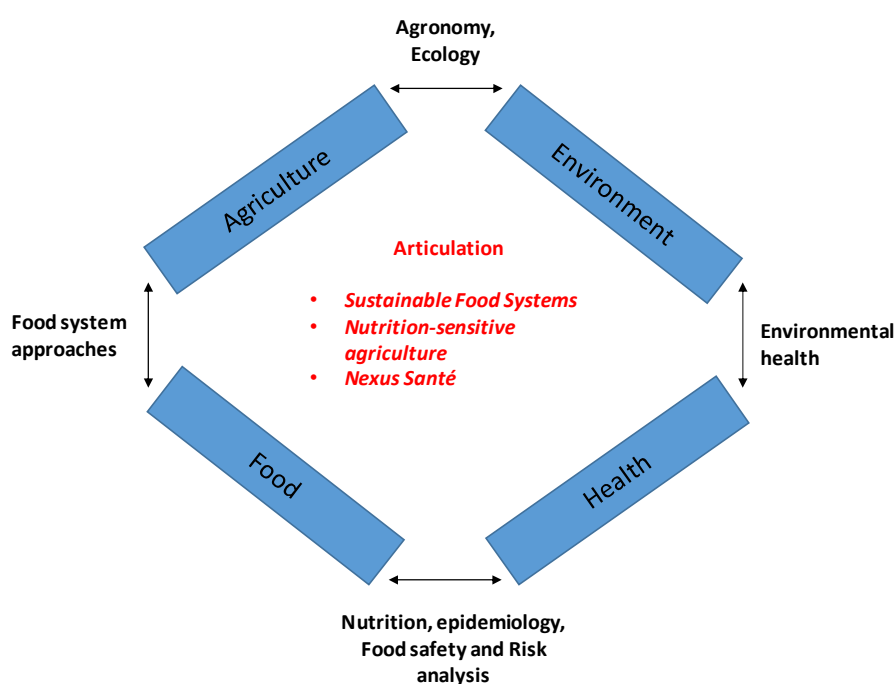 Agronomy,
Ecology
Agriculture
Environment
Articulation
• Sustainable Food Systems
• Nutrition-sensitive
agriculture
• Nexus Santé
Food system
approaches
Environmental
health
Food
Health
Nutrition, epidemiology,
Food safety and Risk
analysis